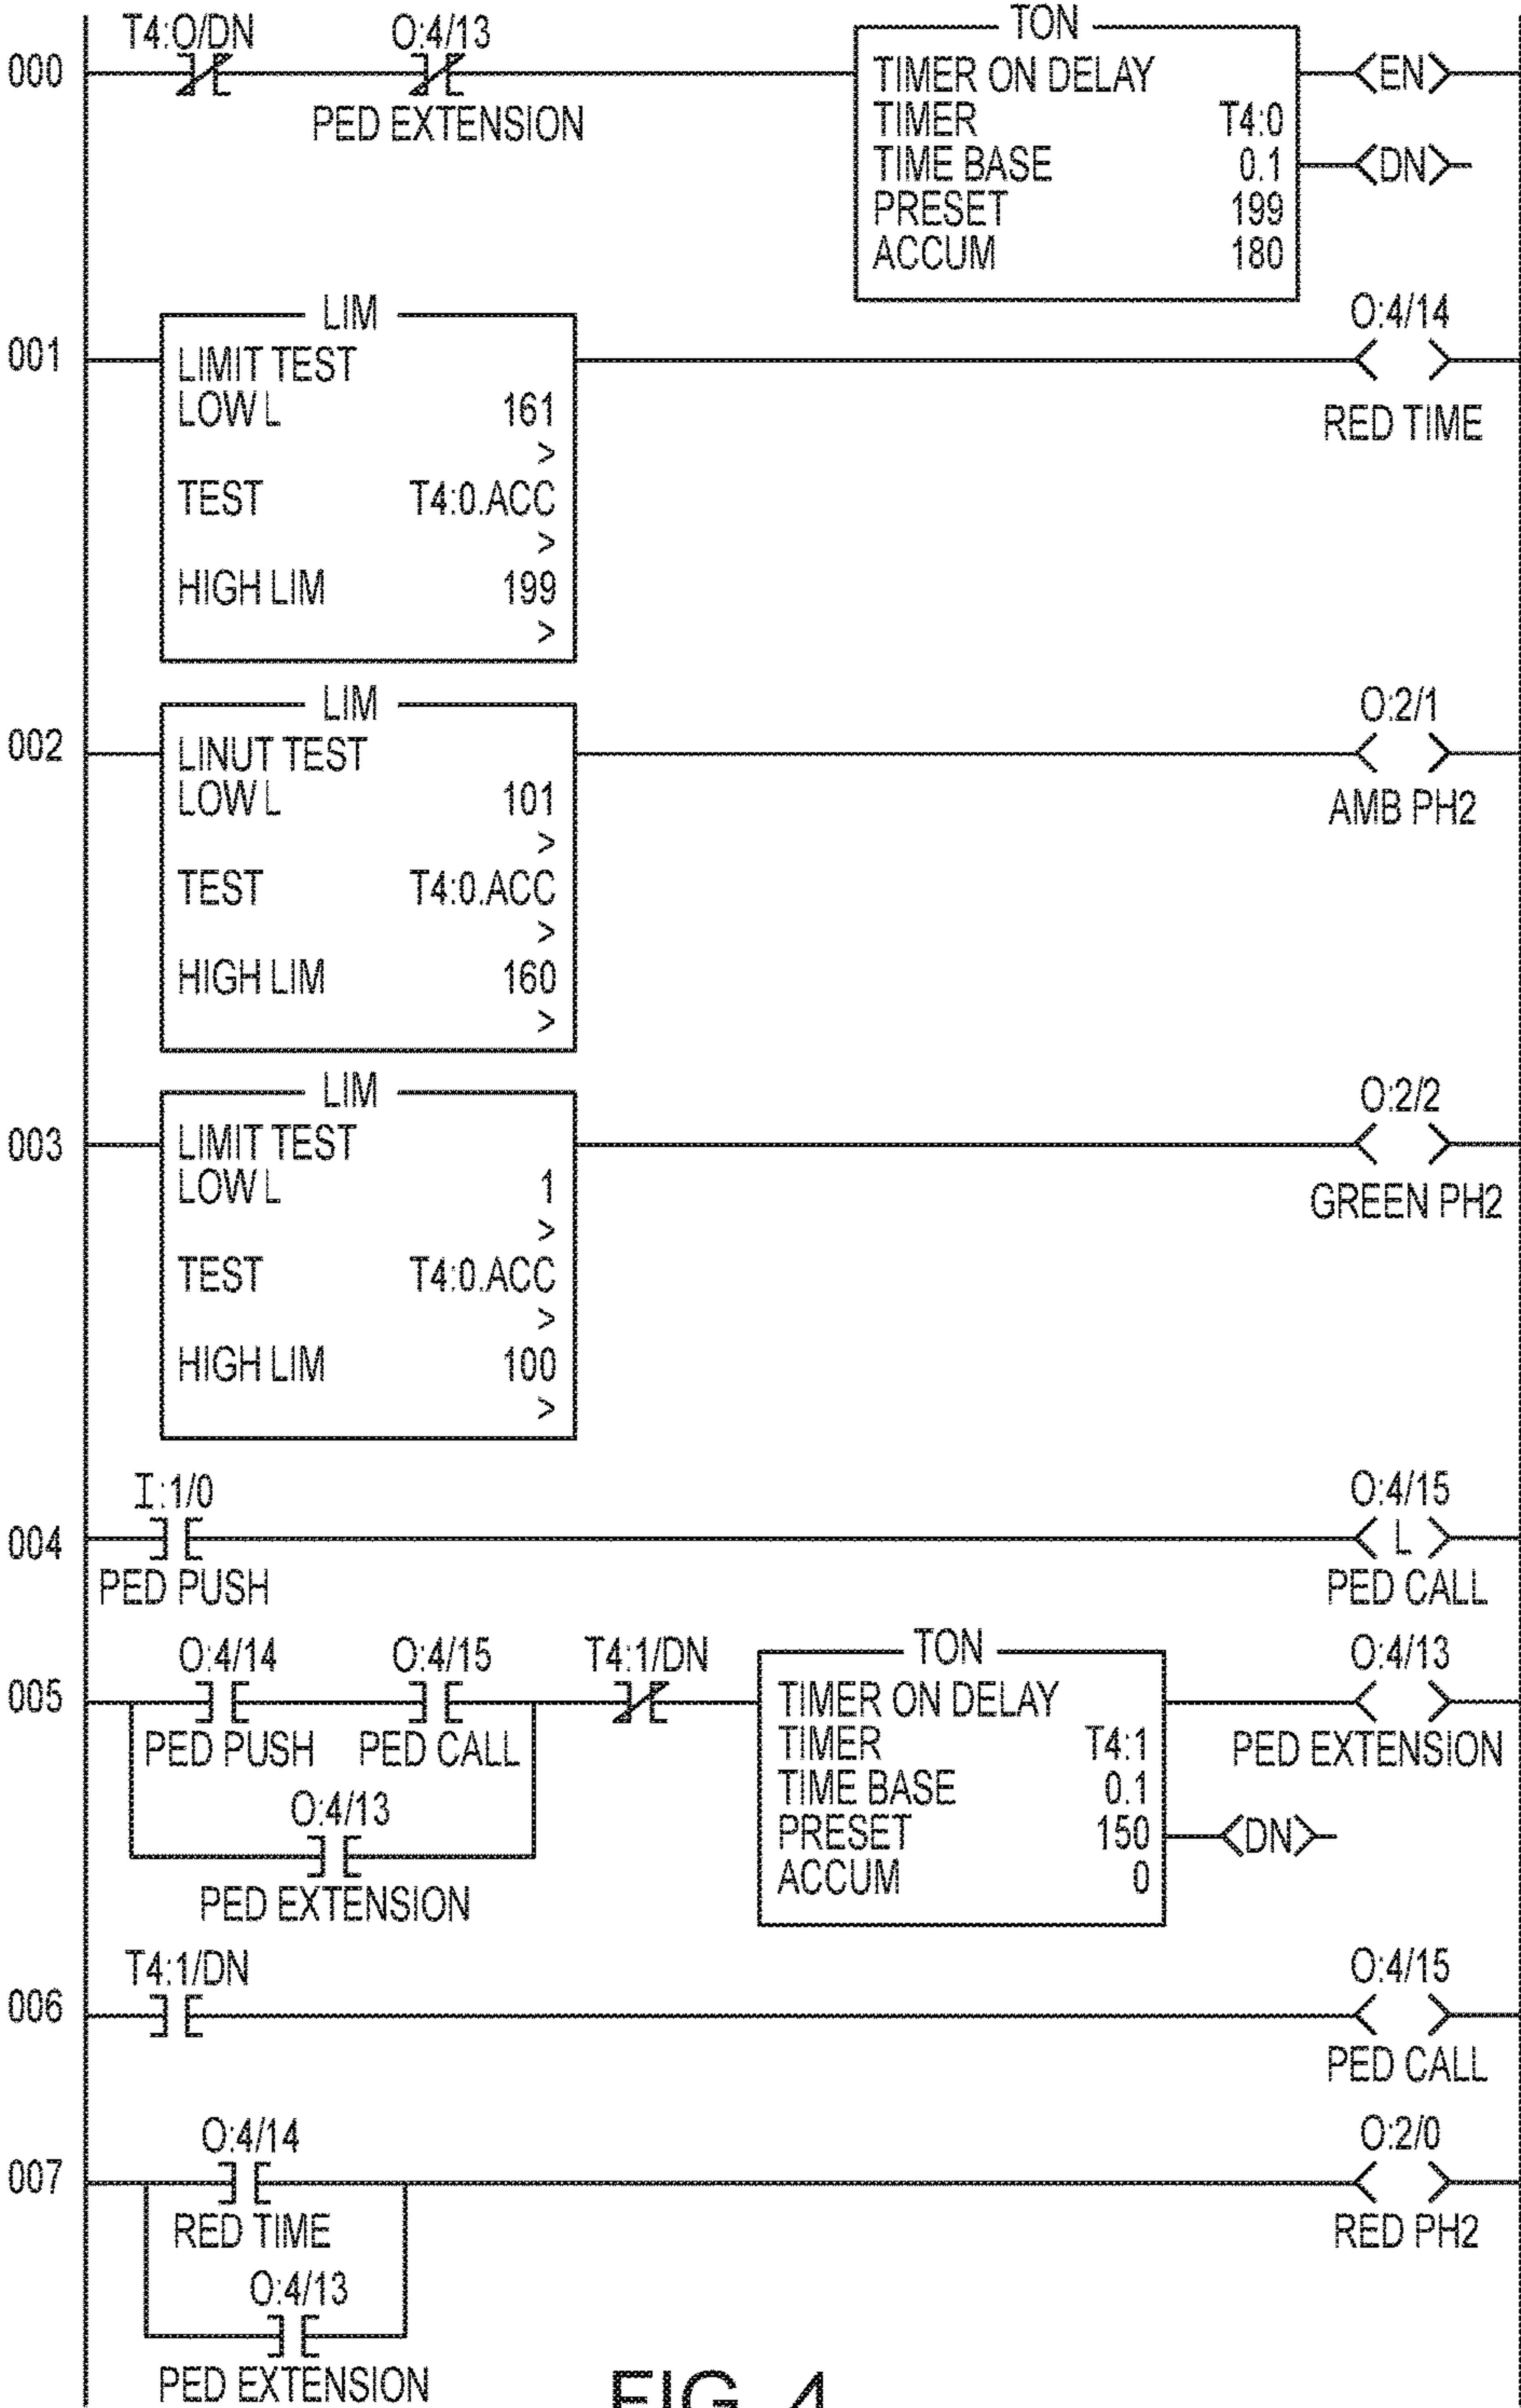 T4:O/DN O:4/13 TON
000 TIMER ON DELAY EN
PED EXTENSION TIMER T4:0
TIME BASE 0.1 DN
PRESET 199
ACCUM 180
LIM O:4/14
001 LIMIT TEST
LOW L 161 RED TIME
>
TEST T4:0.ACC
>
HIGH LIM 199
>
LIM O:2/1
002 LINUT TEST
LOW L 101 AMB PH2
>
TEST T4:0.ACC
>
HIGH LIM 160
>
LIM O:2/2
003 LIMIT TEST
LOW L 1 GREEN PH2
>
TEST T4:0.ACC
>
HIGH LIM 100
>
I:1/0 O:4/15
004 L
PED PUSH PED CALL
O:4/14 O:4/15 T4:1/DN TON O:4/13
005 TIMER ON DELAY
PED PUSH PED CALL TIMER T4:1 PED EXTENSION
O:4/13 TIME BASE 0.1
PRESET 150 DN
PED EXTENSION ACCUM 0
T4:1/DN O:4/15
006
PED CALL
O:4/14 O:2/0
007
RED TIME RED PH2
O:4/13
PED EXTENSION
FIG. 4